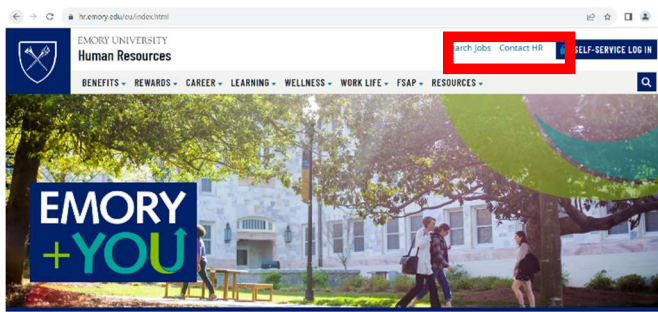 hr.emory.edu/eu/index.html
EMORY UNIVERSITY
Human Resources
Jobs Contact HR SELF-SERVICE LOG IN
BENEFITS REWARDS CAREER LEARNING WELLNESS WORK LIFE FSAP RESOURCES
EMORY
+YOU